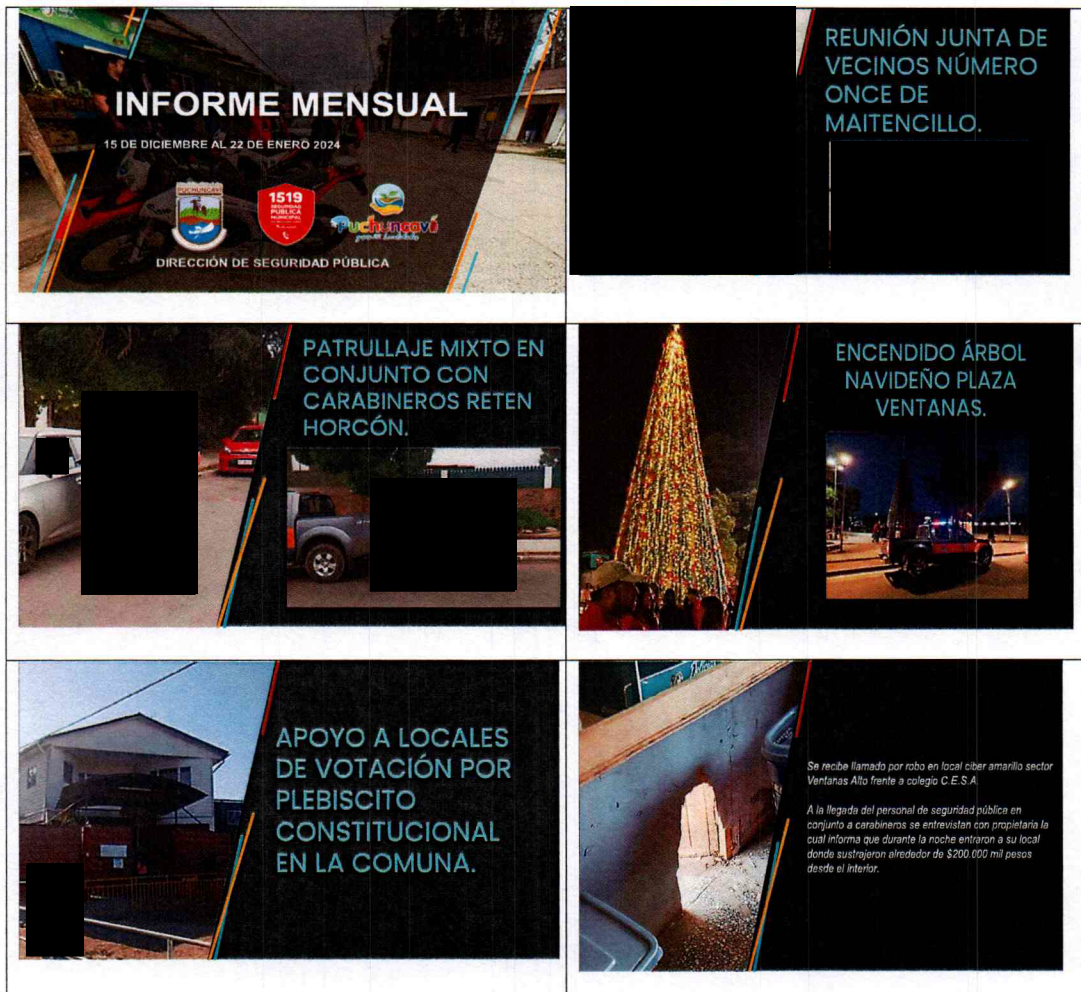 INFORME MENSUAL
15 DE DICIEMBRE AL 22 DE ENERO 2024
PUCHUNCAVÍ
1519
SEGURIDAD
PÚBLICA
MUNICIPAL
Puchuncaví
DIRECCIÓN DE SEGURIDAD PÚBLICA
REUNIÓN JUNTA DE
VECINOS NÚMERO
ONCE DE
MAITENCILLO.
PATRULLAJE MIXTO EN
CONJUNTO CON
CARABINEROS RETEN
HORCÓN.
ENCENDIDO ÁRBOL
NAVIDEÑO PLAZA
VENTANAS.
APOYO A LOCALES
DE VOTACIÓN POR
PLEBISCITO
CONSTITUCIONAL
EN LA COMUNA.
Se recibe llamado por robo en local ciber amarillo sector
Ventanas Alto frente a colegio C.E.S.A.
A la llegada del personal de seguridad pública en
conjunto a carabineros se entrevistan con propietaria la
cual informa que durante la noche entraron a su local
donde sustrajeron alrededor de $200.000 mil pesos
desde el interior.